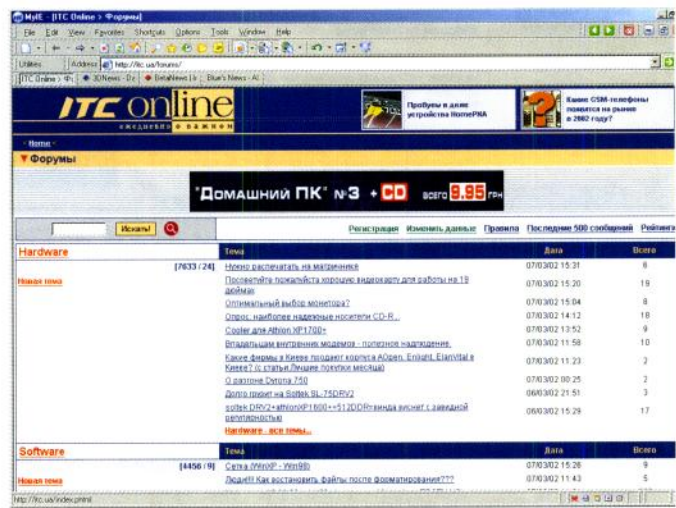 MyIE - [ITC Online > Форумы]
File Edit View Favorites Shortcuts Options Tools Window Help
Utilities Address http://itc.ua/forums/
ITC Online > Фо 3DNews - Da BetaNews | Ir Blue's News - Al
ITC online
ежедневно о важном
ПроПуеы и даже
устройства HomePNA
Какие GSM-телефоны
появятся на рынке
в 2002 году?
Home
Форумы
"Домашний ПК" №3 + CD всего 9.95 грн
Искать!
Регистрация Изменить данные Правила Последние 500 сообщений Рейтинги
Hardware Тема Дата Всего
[7633 / 24] Нужно распечатать на матричнике 07/03/02 15:31 6
Новая тема
Посоветуйте пожалуйста хорошую видеокарту для работы на 19 07/03/02 15:20 19
дюймах
Оптимальный выбор монитора? 07/03/02 15:04 8
Опрос, наиболее надежные носители CD-R... 07/03/02 14:12 18
Cooler для Athlon XP1700+ 07/03/02 13:52 9
Владельцам внутренних модемов - полезное надлюдение. 07/03/02 11:58 10
Какие фирмы в Киеве продают корпуса AOpen, Enlight, ElanVital в 07/03/02 11:23 2
Киеве? (с статьи Лучшие покупки месяца)
О разгоне Durona 750 07/03/02 00:25 2
Долго грузит на Soltek SL-75DRV2 06/03/02 21:51 3
soltek DRV2+athlonXP1600++512DDR=винда виснет с завидной 06/03/02 15:29 17
регулярностью
Hardware - все темы...
Software Тема Дата Всего
[4456 / 9] Сетка (WinXP - Win98) 07/03/02 15:26 9
Новая тема
Люди!!! Как востановить файлы после форматирования??? 07/03/02 11:43 5
http://itc.ua/index.phtml